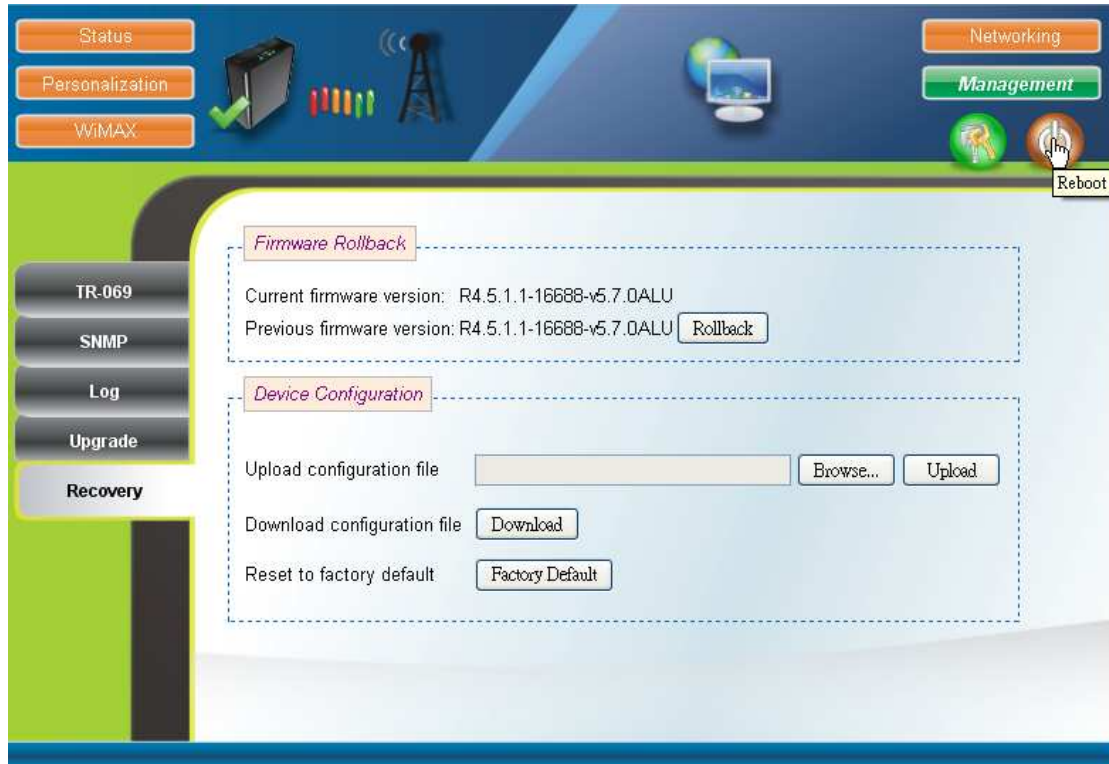 Status
Personalization
WiMAX
Networking
Management
Reboot
TR-069
SNMP
Log
Upgrade
Recovery
Firmware Rollback
Current firmware version: R4.5.1.1-16688-v5.7.0ALU
Previous firmware version: R4.5.1.1-16688-v5.7.0ALU Rollback
Device Configuration
Upload configuration file Browse... Upload
Download configuration file Download
Reset to factory default Factory Default